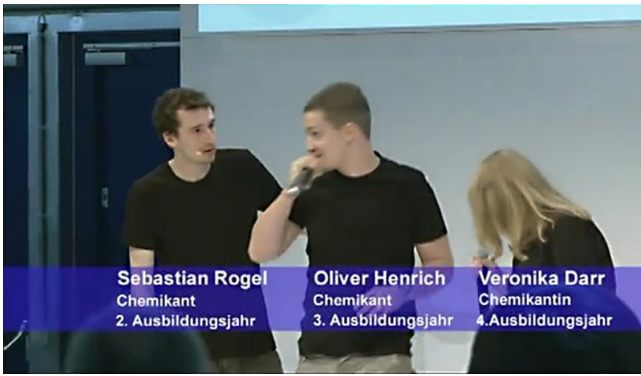 Sebastian Rogel
Chemikant
2. Ausbildungsjahr
Oliver Henrich
Chemikant
3. Ausbildungsjahr
Veronika Darr
Chemikantin
4.Ausbildungsjahr